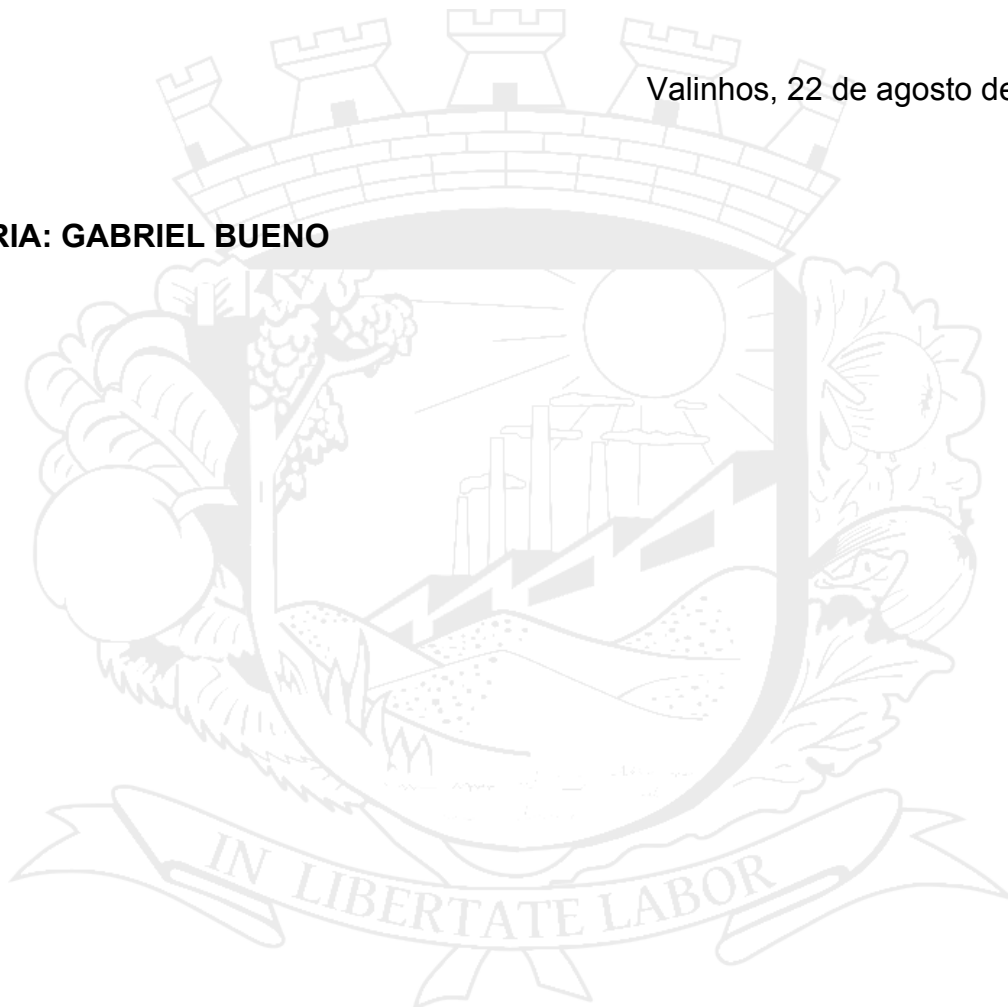 Valinhos, 22 de agosto de
RIA: GABRIEL BUENO
IN LIBERTATE LABOR